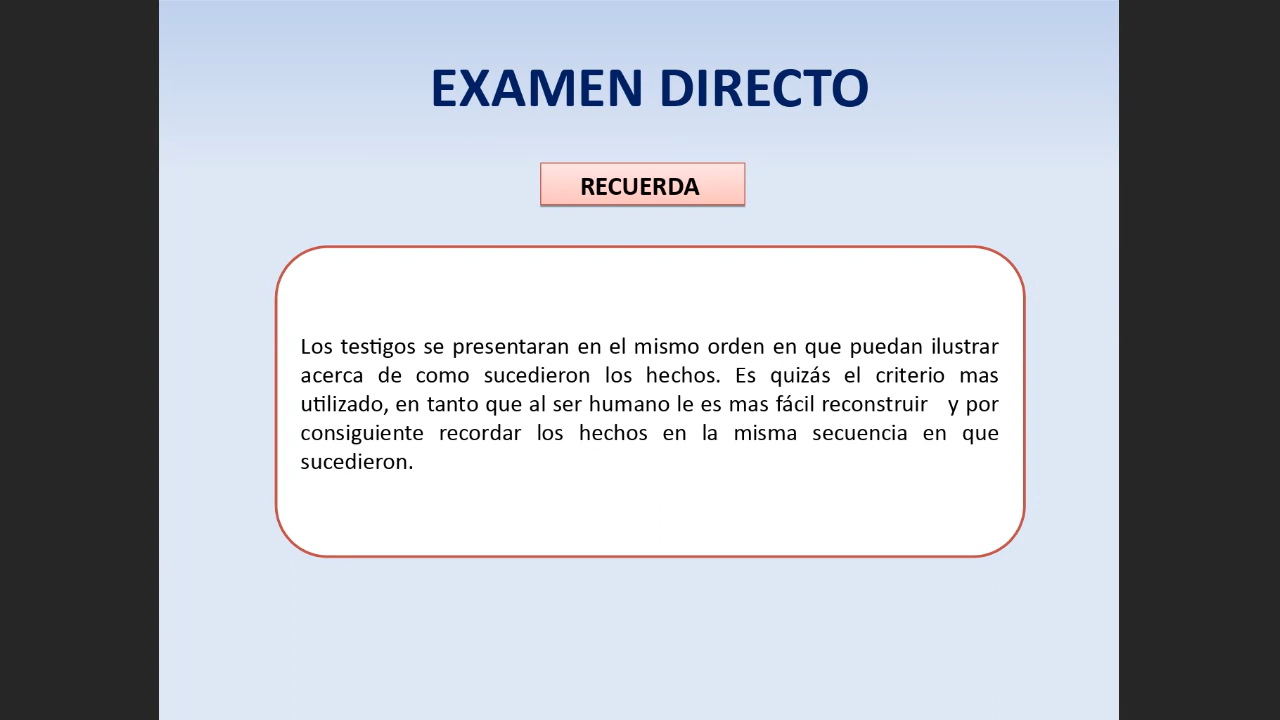 EXAMEN DIRECTO
RECUERDA
Los testigos se presentaran en el mismo orden en que puedan ilustrar
acerca de como sucedieron los hechos. Es quizás el criterio mas
utilizado, en tanto que al ser humano le es mas fácil reconstruir y por
consiguiente recordar los hechos en la misma secuencia en que
sucedieron.